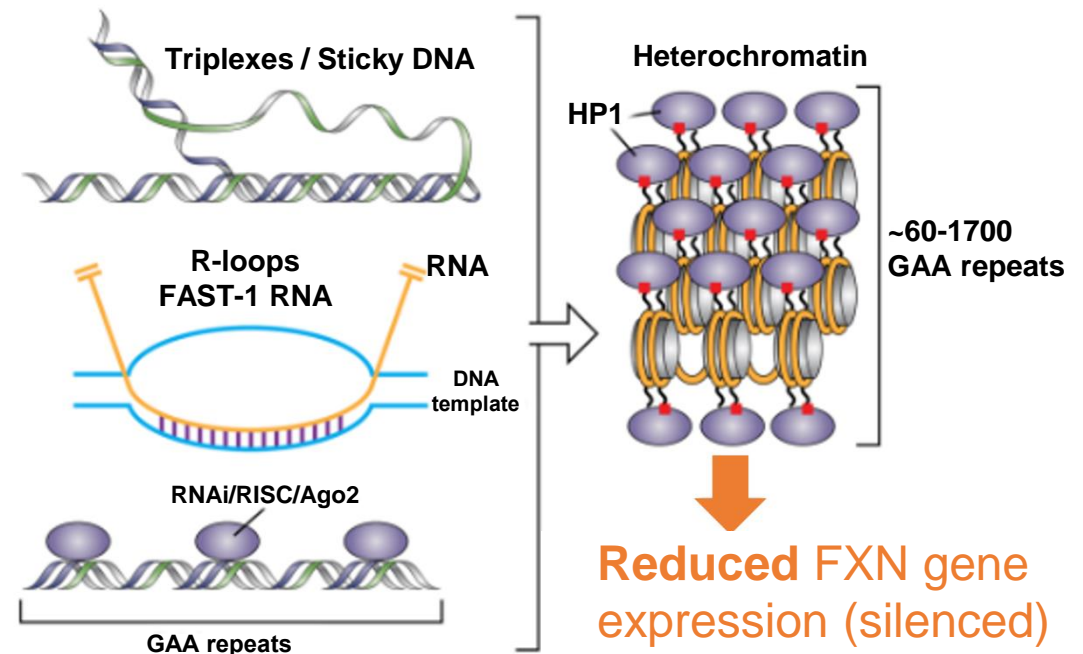 Triplexes / Sticky DNA
R-loops
FAST-1 RNA
RNA
DNA
template
RNAi/RISC/Ago2
GAA repeats
Heterochromatin
HP1
~60-1700
GAA repeats
Reduced FXN gene
expression (silenced)